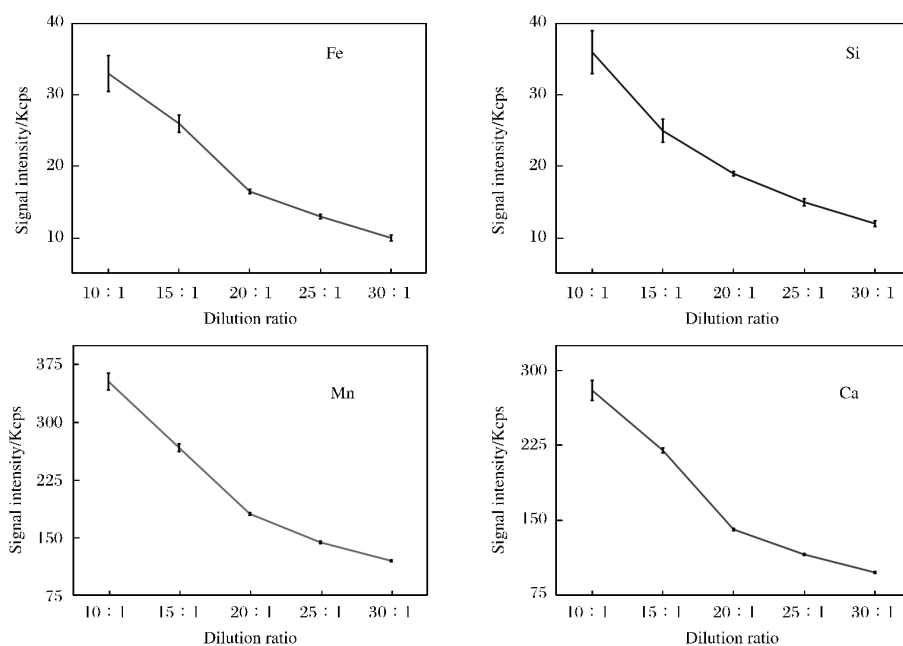 40
30
20
10
Signal intensity/Kcps
Fe
10：1 15：1 20：1 25：1 30：1
Dilution ratio
40
30
20
10
Signal intensity/Kcps
Si
10：1 15：1 20：1 25：1 30：1
Dilution ratio
375
300
225
150
75
Signal intensity/Kcps
Mn
10：1 15：1 20：1 25：1 30：1
Dilution ratio
300
225
150
75
Signal intensity/Kcps
Ca
10：1 15：1 20：1 25：1 30：1
Dilution ratio